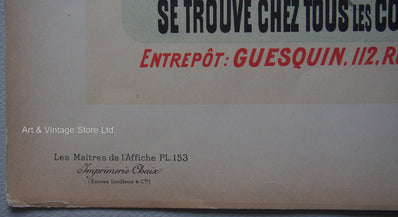 SE TROUVE CHEZ TOUS LES CO
ENTREPÔT: GUESQUIN, 112, R
Art & Vintage Store Ltd.
Les Maîtres de l'Affiche PL.153
Imprimerie Chaix
(Encres Lorilleux & Cie)